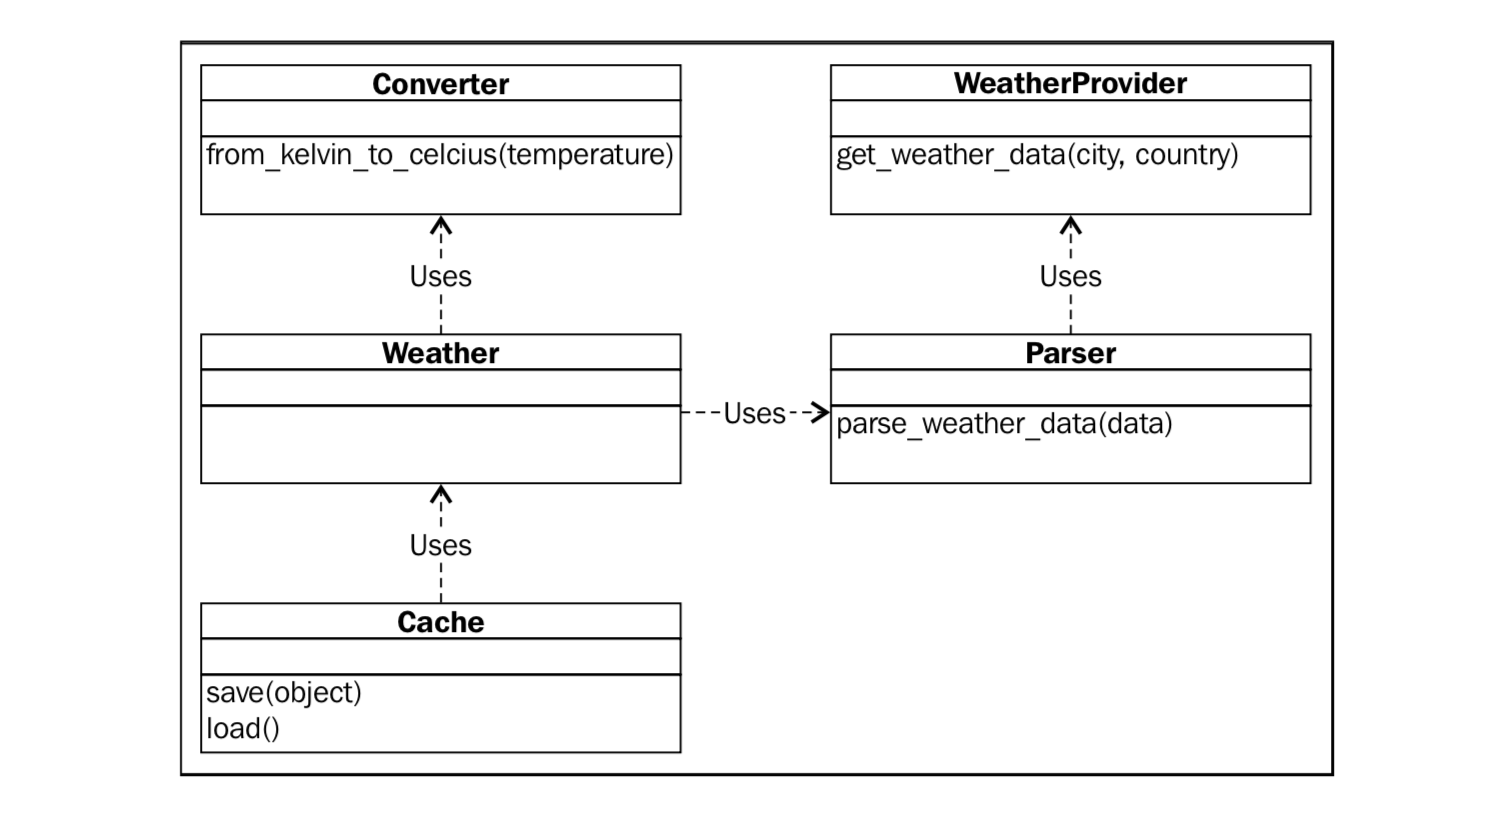 Converter
from_kelvin_to_celcius(temperature)
WeatherProvider
get_weather_data(city, country)
Uses
Uses
Weather
Uses
Parser
parse_weather_data(data)
Uses
Cache
save(object)
load()